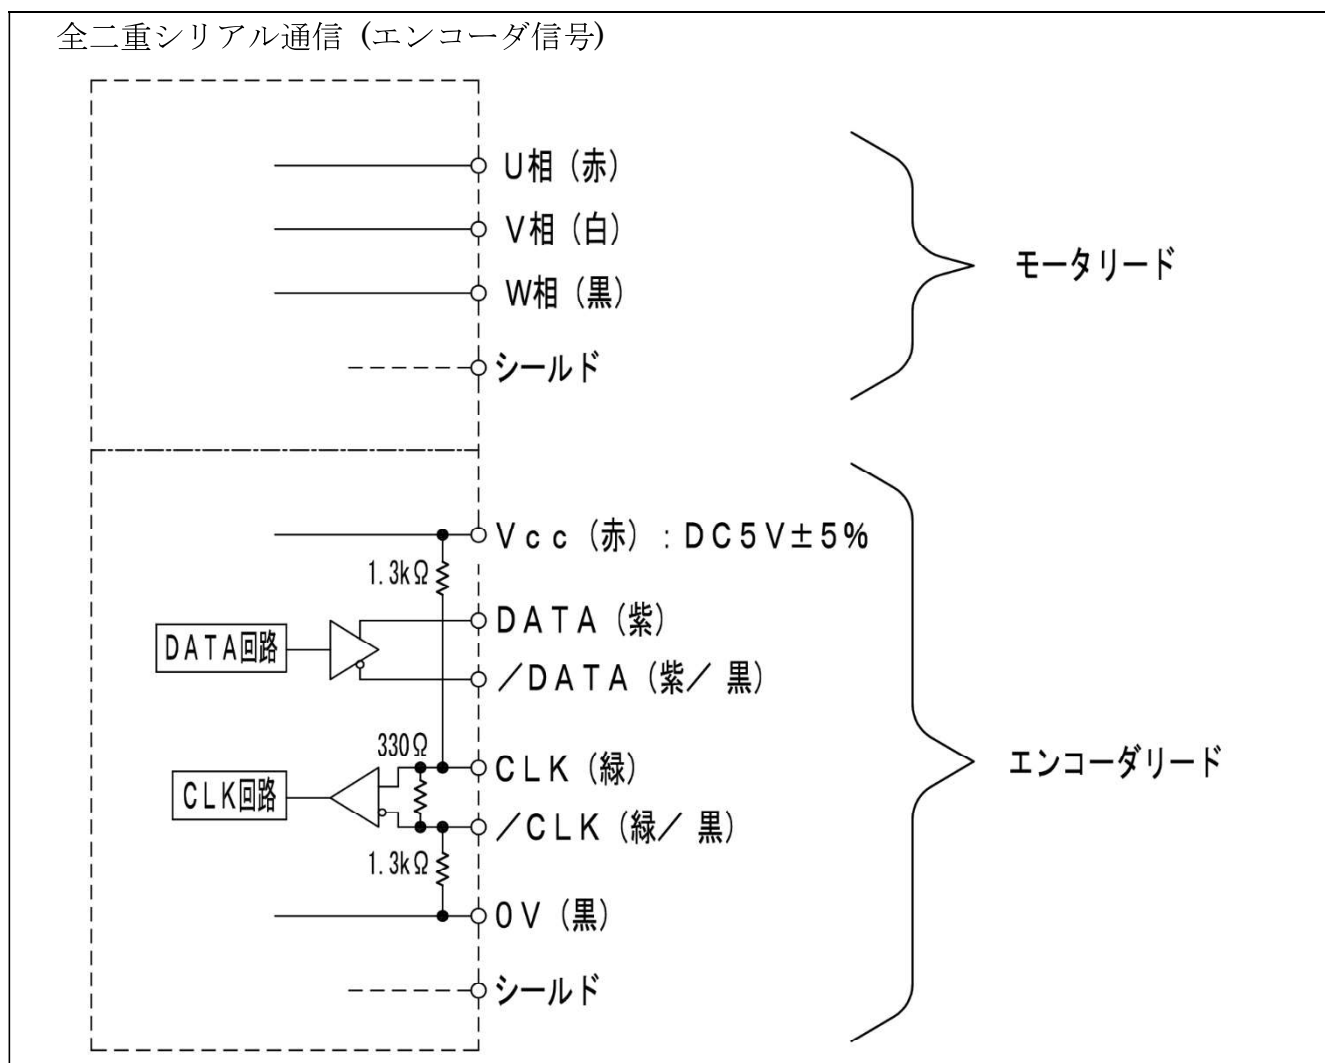 全二重シリアル通信 (エンコーダ信号)
U相（赤）
V相（白）
W相（黒）
シールド
モータリード
Vcc（赤）：DC5V±5%
1.3kΩ
DATA（紫）
DATA回路
／DATA（紫／黒）
330Ω
CLK（緑）
CLK回路
／CLK（緑／黒）
1.3kΩ
0V（黒）
シールド
エンコーダリード